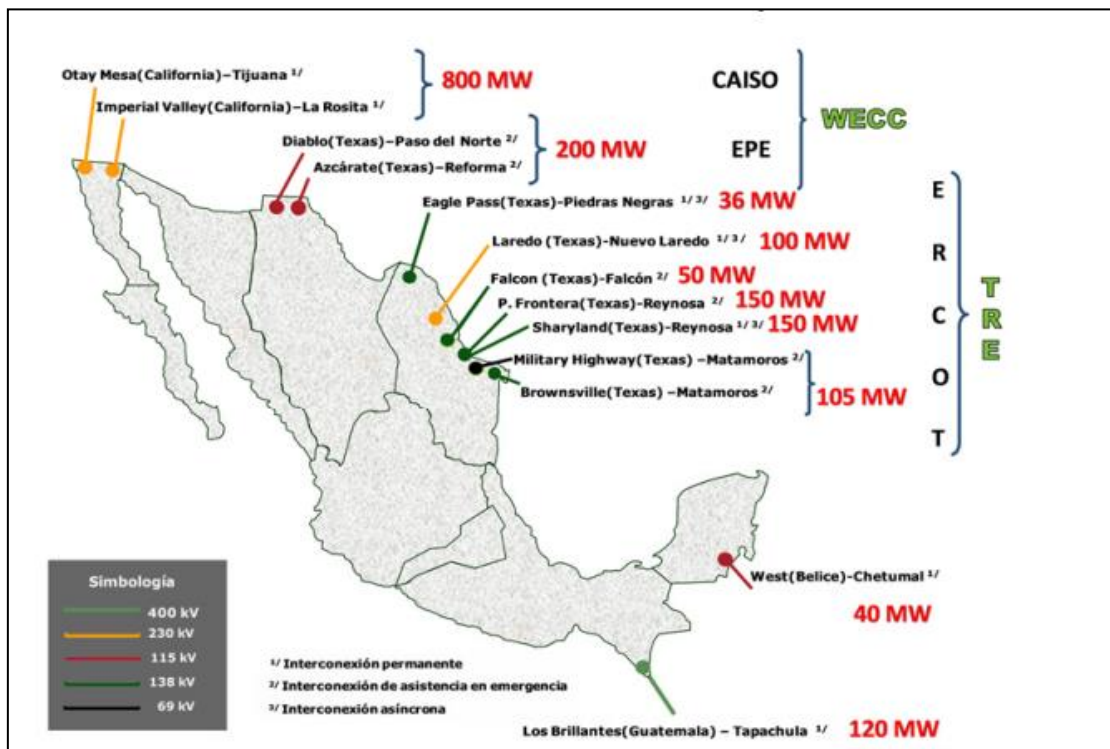 Otay Mesa(California)–Tijuana 1/
Imperial Valley(California)–La Rosita 1/
800 MW
CAISO
WECC
Diablo(Texas)–Paso del Norte 2/
Azcárate(Texas)–Reforma 2/
200 MW
EPE
Eagle Pass(Texas)-Piedras Negras 1/ 3/ 36 MW
Laredo (Texas)-Nuevo Laredo 1/ 3/ 100 MW
Falcon (Texas)-Falcón 2/ 50 MW
P. Frontera(Texas)-Reynosa 2/ 150 MW
Sharyland(Texas)-Reynosa 1/ 3/ 150 MW
Military Highway(Texas) –Matamoros 2/
Brownsville(Texas) –Matamoros 2/
105 MW
ERCOT
TRE
West(Belice)-Chetumal 1/
40 MW
Los Brillantes(Guatemala) – Tapachula 1/ 120 MW
Simbología
400 kV
230 kV
115 kV
138 kV
69 kV
1/ Interconexión permanente
2/ Interconexión de asistencia en emergencia
3/ Interconexión asíncrona